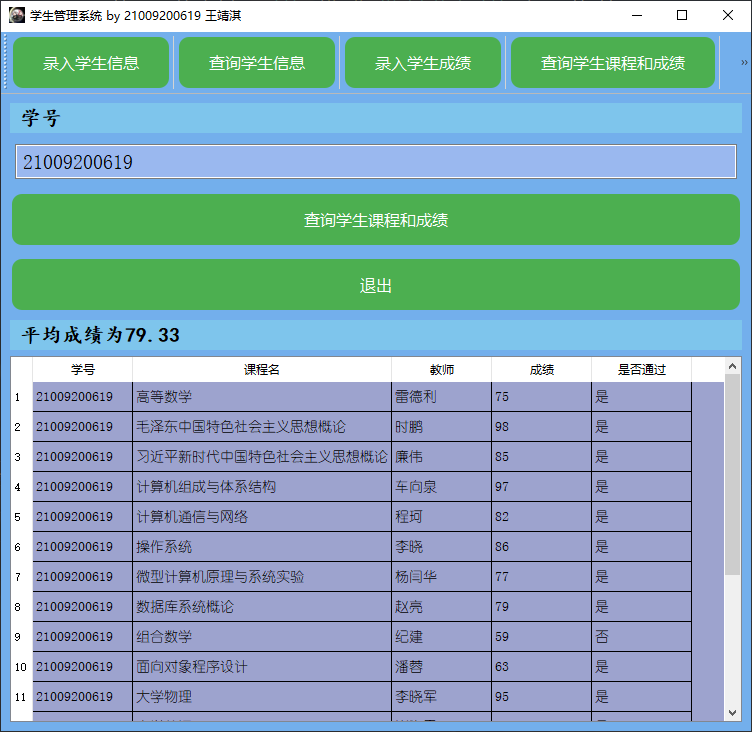 学生管理系统 by 21009200619 王靖淇
录入学生信息 查询学生信息 录入学生成绩 查询学生课程和成绩 »
学号
21009200619
查询学生课程和成绩
退出
平均成绩为79.33
学号 课程名 教师 成绩 是否通过
1 21009200619 高等数学 雷德利 75 是
2 21009200619 毛泽东中国特色社会主义思想概论 时鹏 98 是
3 21009200619 习近平新时代中国特色社会主义思想概论 廉伟 85 是
4 21009200619 计算机组成与体系结构 车向泉 97 是
5 21009200619 计算机通信与网络 程珂 82 是
6 21009200619 操作系统 李晓 86 是
7 21009200619 微型计算机原理与系统实验 杨闫华 77 是
8 21009200619 数据库系统概论 赵亮 79 是
9 21009200619 组合数学 纪建 59 否
10 21009200619 面向对象程序设计 潘蓉 63 是
11 21009200619 大学物理 李晓军 95 是